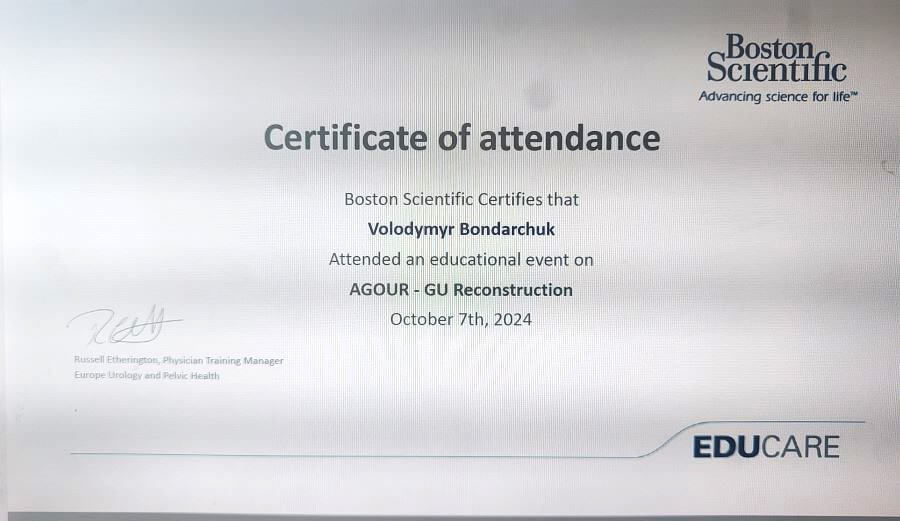 Boston
Scientific
Advancing science for life™
Certificate of attendance
Boston Scientific Certifies that
Volodymyr Bondarchuk
Attended an educational event on
AGOUR - GU Reconstruction
October 7th, 2024
Russell Etherington, Physician Training Manager
Europe Urology and Pelvic Health
EDUCARE